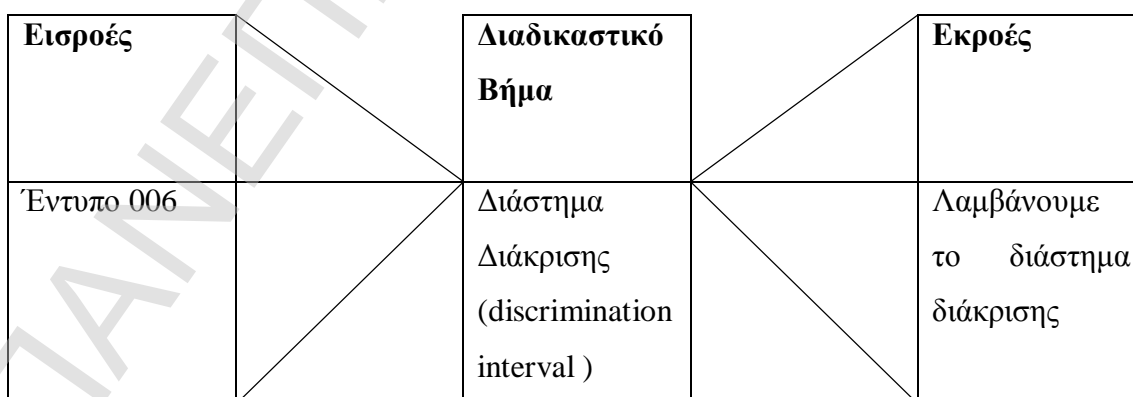 Εισροές
Διαδικαστικό
Βήμα
Εκροές
Έντυπο 006
Διάστημα
Διάκρισης
(discrimination
interval )
Λαμβάνουμε
το διάστημα
διάκρισης